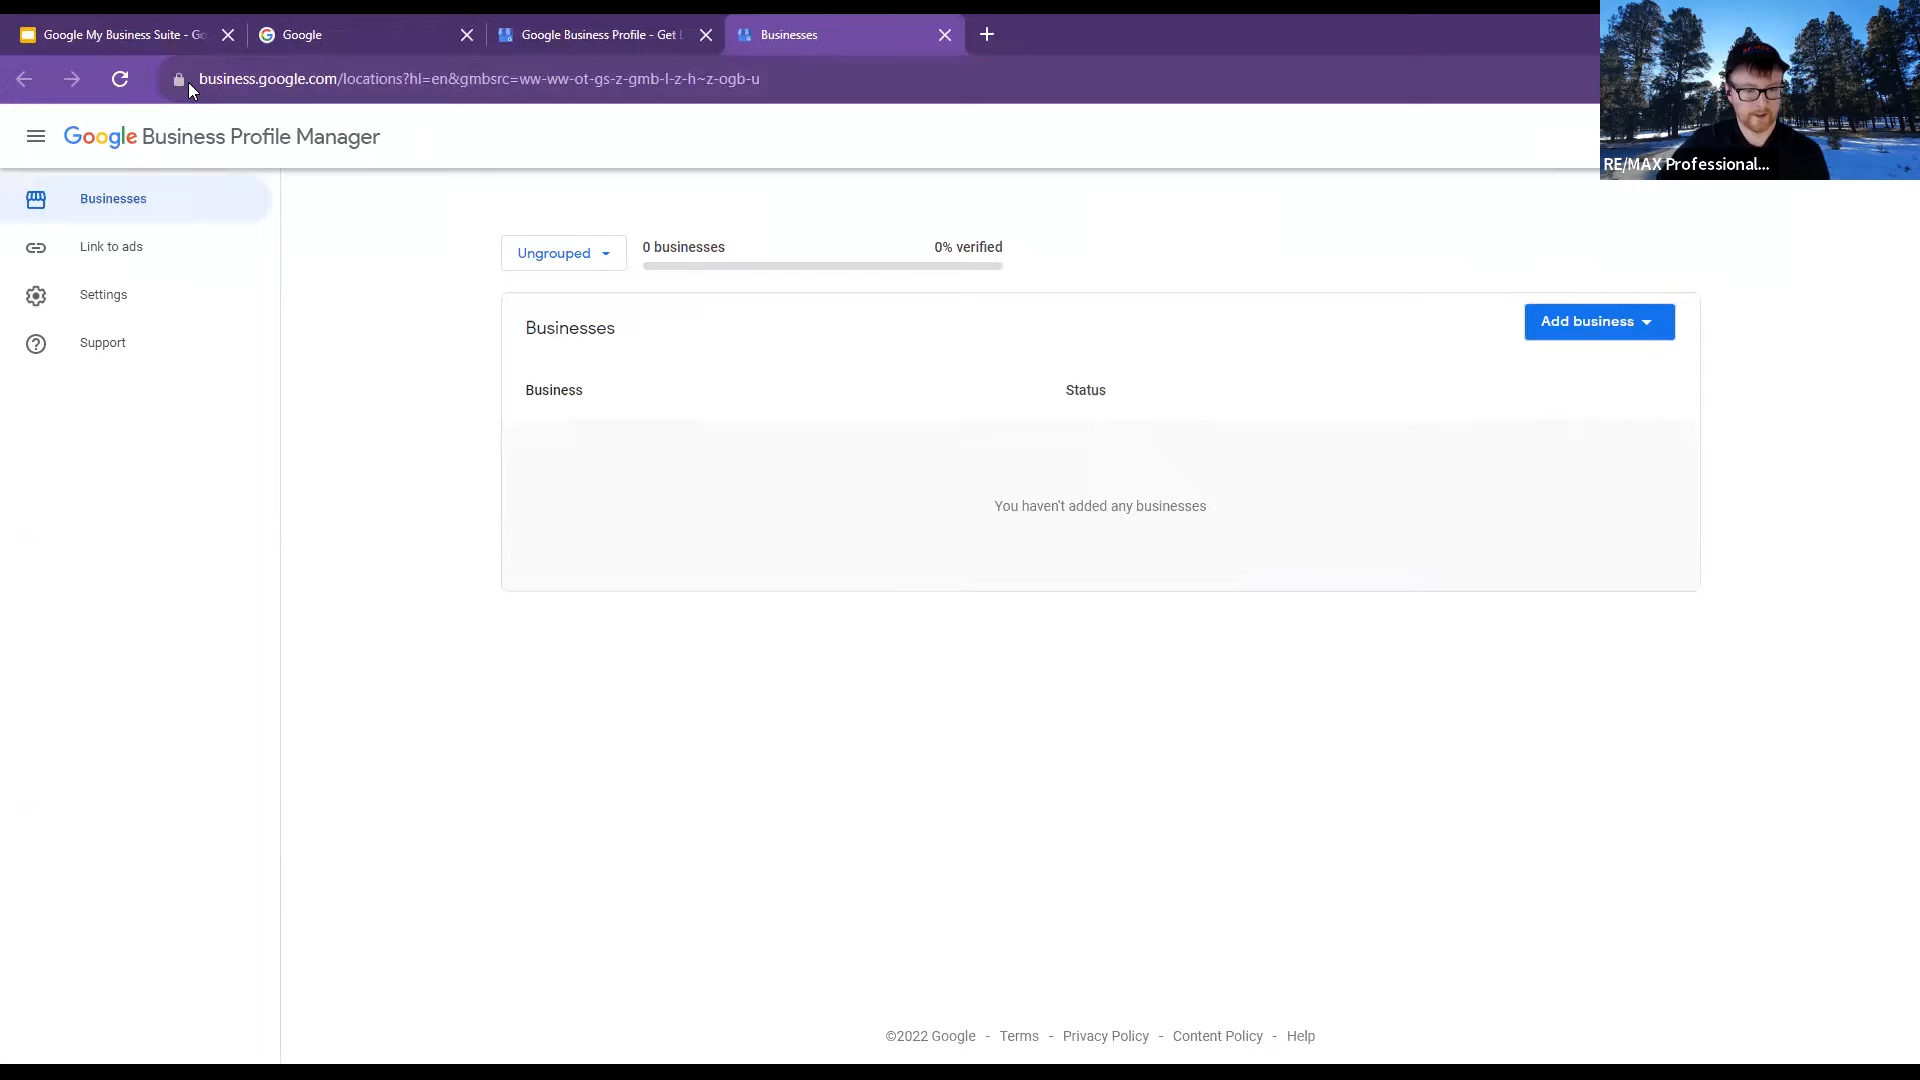 Google My Business Suite - Go
Google
Google Business Profile - Get L
Businesses
business.google.com/locations?hl=en&gmbsrc=ww-ww-ot-gs-z-gmb-l-z-h~z-ogb-u
Google Business Profile Manager
RE/MAX Professional...
Businesses
Link to ads
Settings
Support
Ungrouped
0 businesses
0% verified
Businesses
Add business
Business
Status
You haven't added any businesses
©2022 Google - Terms - Privacy Policy - Content Policy - Help